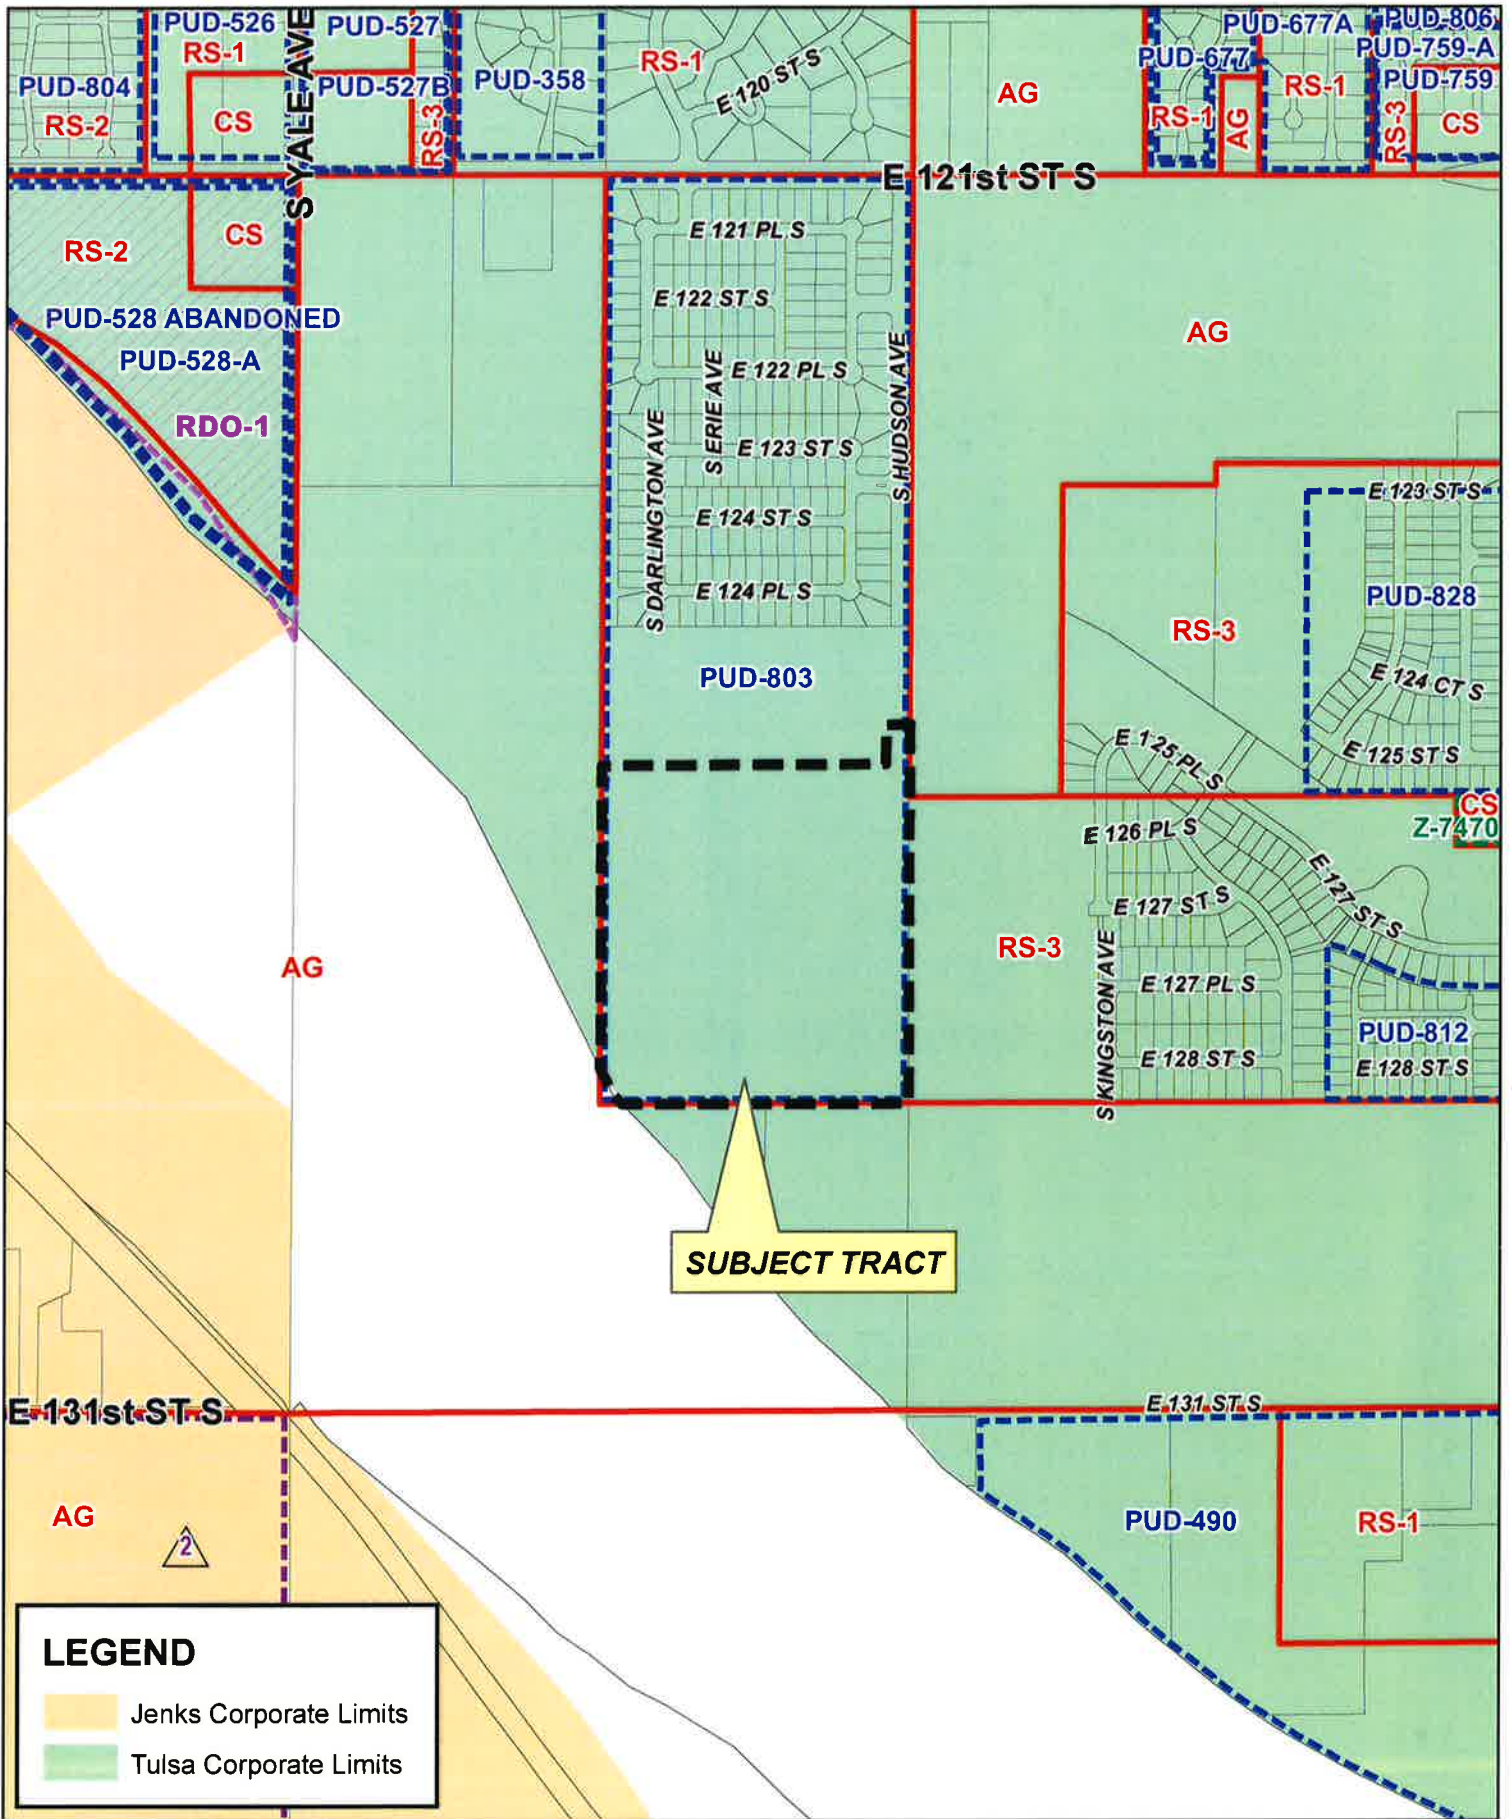 PUD-526
PUD-527
PUD-677A
PUD-806
RS-1
S YALE AVE
RS-1
PUD-677
PUD-759-A
PUD-804
PUD-527B
PUD-358
E 120 ST S
AG
RS-1
PUD-759
RS-2
CS
RS-3
RS-1
AG
RS-3
CS
E 121st ST S
RS-2
CS
E 121 PL S
E 122 ST S
PUD-528 ABANDONED
AG
PUD-528-A
E 122 PL S
S HUDSON AVE
RDO-1
S ERIE AVE
S DARLINGTON AVE
E 123 ST S
E 123 ST S
E 124 ST S
E 124 PL S
PUD-828
RS-3
PUD-803
E 124 CT S
E 125 PL S
E 125 ST S
CS
Z-7470
E 126 PL S
E 127 ST S
E 127 ST S
RS-3
AG
S KINGSTON AVE
E 127 PL S
PUD-812
E 128 ST S
E 128 ST S
SUBJECT TRACT
E 131st ST S
E 131 ST S
AG
2
PUD-490
RS-1
LEGEND
Jenks Corporate Limits
Tulsa Corporate Limits